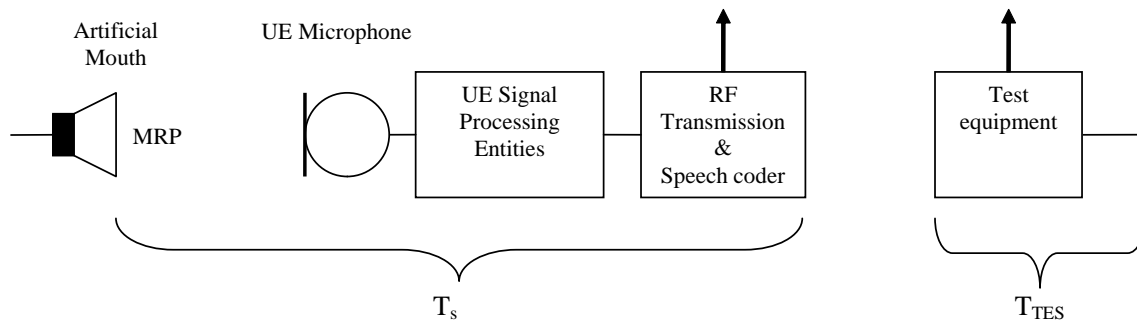 Artificial
Mouth
MRP
UE Microphone
UE Signal
Processing
Entities
RF
Transmission
&
Speech coder
Test
equipment
Ts
TTES